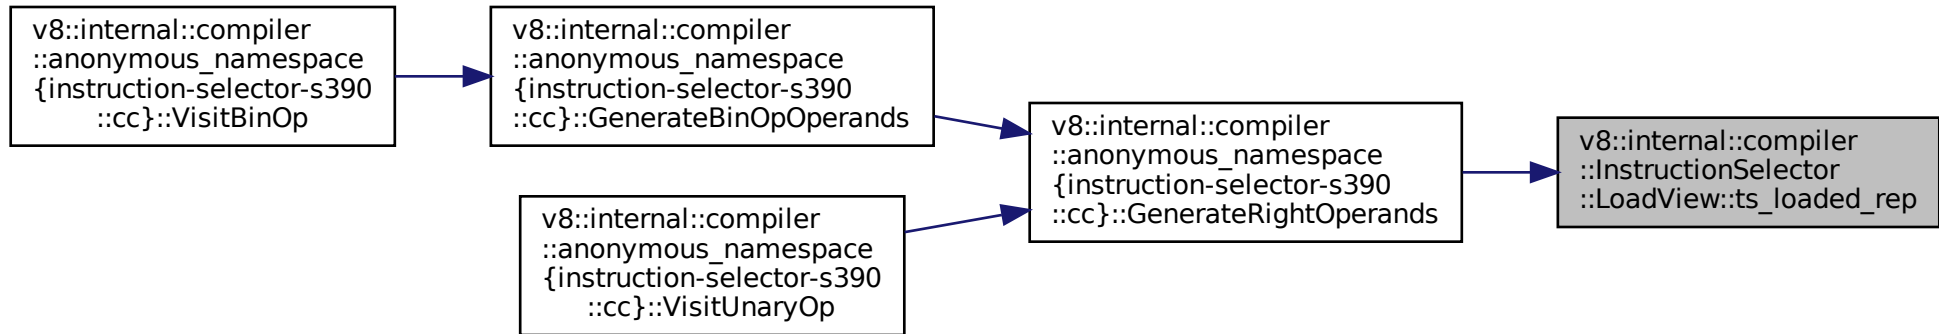 v8::internal::compiler
::anonymous_namespace
{instruction-selector-s390
::cc}::VisitBinOp
v8::internal::compiler
::anonymous_namespace
{instruction-selector-s390
::cc}::GenerateBinOpOperands
v8::internal::compiler
::anonymous_namespace
{instruction-selector-s390
::cc}::VisitUnaryOp
v8::internal::compiler
::anonymous_namespace
{instruction-selector-s390
::cc}::GenerateRightOperands
v8::internal::compiler
::InstructionSelector
::LoadView::ts_loaded_rep